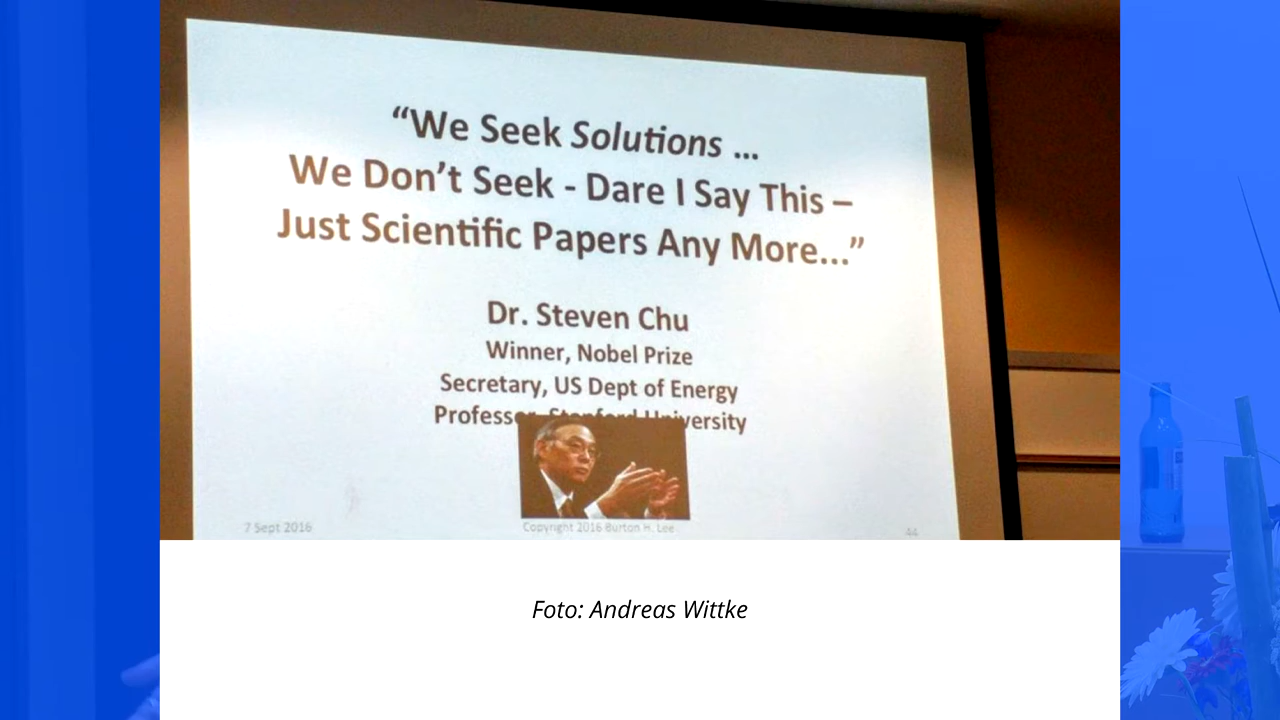 “We Seek Solutions ...
We Don’t Seek - Dare I Say This –
Just Scientific Papers Any More...”
Dr. Steven Chu
Winner, Nobel Prize
Secretary, US Dept of Energy
Professor, Stanford University
7 Sept 2016
Copyright 2016 Burton H. Lee
44
Foto: Andreas Wittke